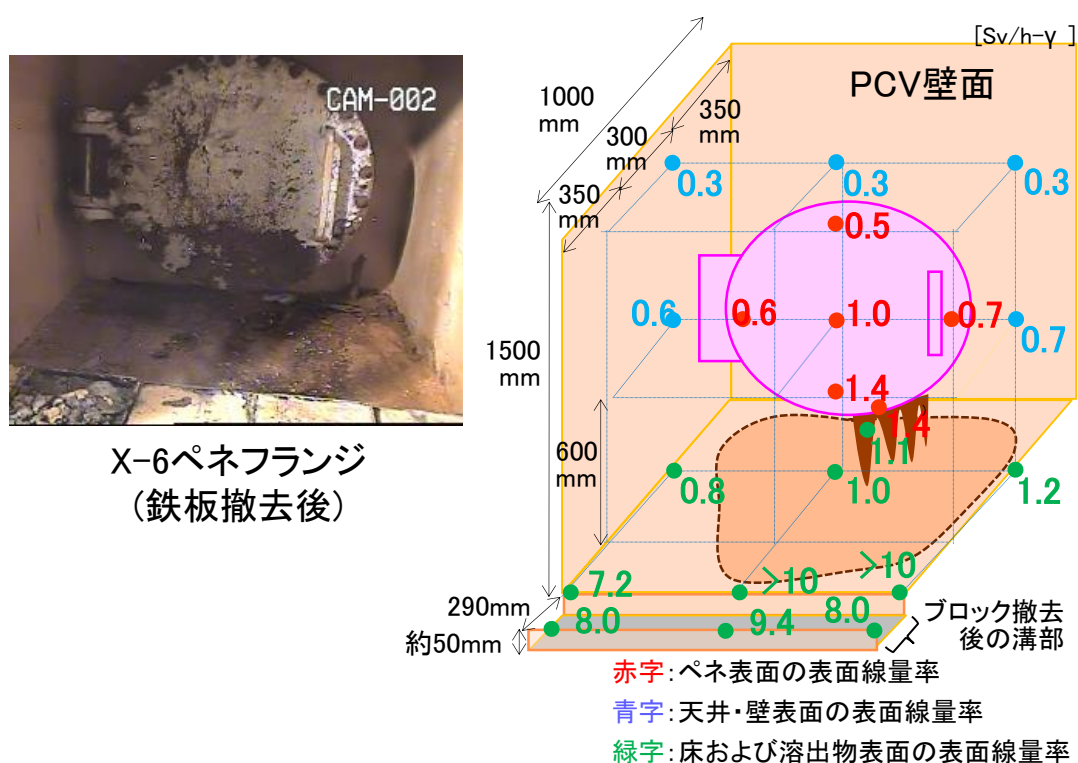 CAM-002
X-6ペネフランジ
(鉄板撤去後)
[Sv/h-γ ]
PCV壁面
1000
mm
350
mm
300
mm
350
mm
0.3
0.3
0.3
0.5
0.6
0.6
1.0
0.7
0.7
1500
mm
1.4
1.4
1.1
600
mm
0.8
1.0
1.2
7.2
>10
>10
290mm
8.0
9.4
8.0
約50mm
ブロック撤去
後の溝部
赤字:ペネ表面の表面線量率
青字:天井・壁表面の表面線量率
緑字:床および溶出物表面の表面線量率